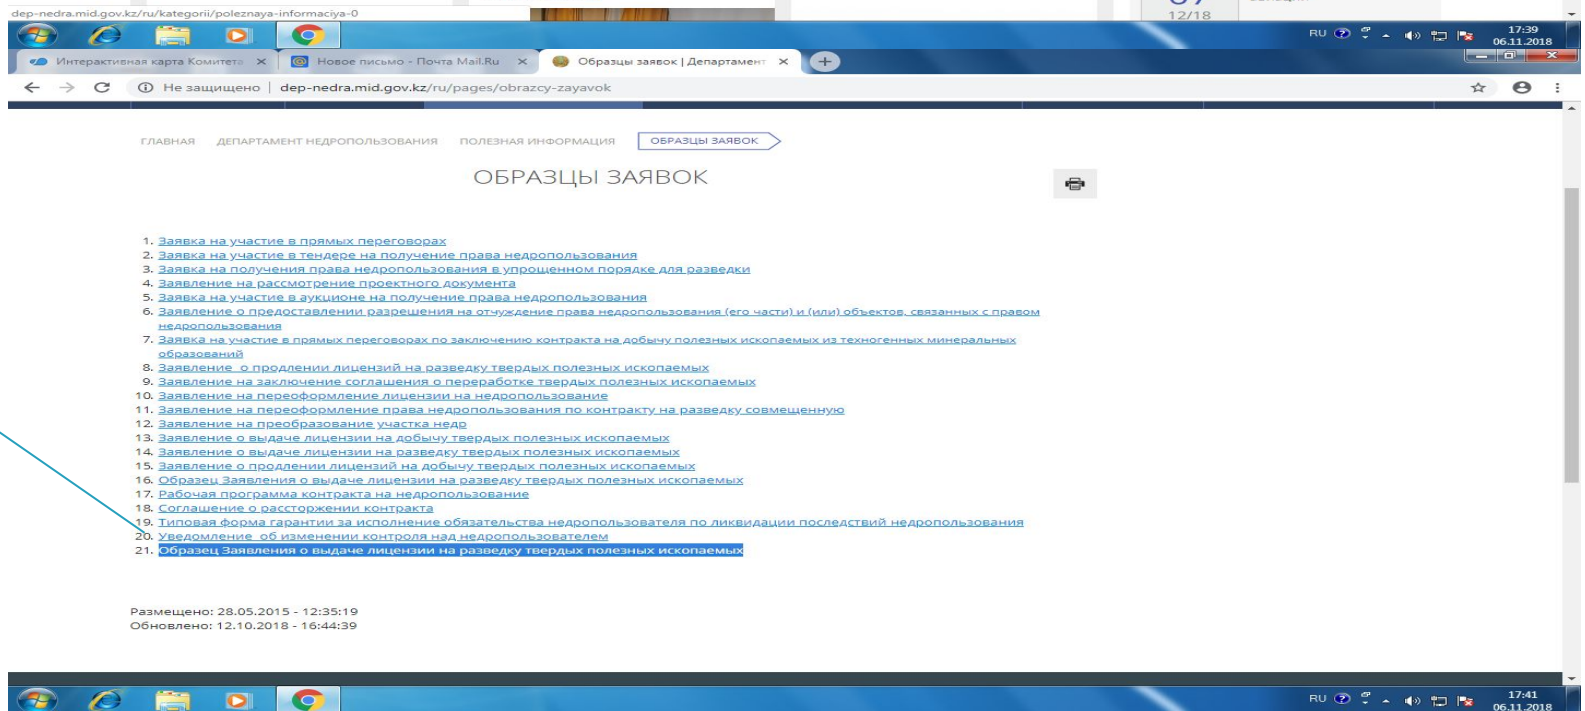 dep-nedra.mid.gov.kz/ru/kategorii/poleznaya-informaciya-0
12/18
RU
17:39
06.11.2018
Интерактивная карта Комитета
Новое письмо - Почта Mail.Ru
Образцы заявок | Департамент
Не защищено | dep-nedra.mid.gov.kz/ru/pages/obrazcy-zayavok
ГЛАВНАЯ ДЕПАРТАМЕНТ НЕДРОПОЛЬЗОВАНИЯ ПОЛЕЗНАЯ ИНФОРМАЦИЯ ОБРАЗЦЫ ЗАЯВОК
ОБРАЗЦЫ ЗАЯВОК
1. Заявка на участие в прямых переговорах
2. Заявка на участие в тендере на получение права недропользования
3. Заявка на получения права недропользования в упрощенном порядке для разведки
4. Заявление на рассмотрение проектного документа
5. Заявка на участие в аукционе на получение права недропользования
6. Заявление о предоставлении разрешения на отчуждение права недропользования (его части) и (или) объектов, связанных с правом
недропользования
7. Заявка на участие в прямых переговорах по заключению контракта на добычу полезных ископаемых из техногенных минеральных
образований
8. Заявление о продлении лицензий на разведку твердых полезных ископаемых
9. Заявление на заключение соглашения о переработке твердых полезных ископаемых
10. Заявление на переоформление лицензии на недропользование
11. Заявление на переоформление права недропользования по контракту на разведку совмещенную
12. Заявление на преобразование участка недр
13. Заявление о выдаче лицензии на добычу твердых полезных ископаемых
14. Заявление о выдаче лицензии на разведку твердых полезных ископаемых
15. Заявление о продлении лицензий на добычу твердых полезных ископаемых
16. Образец Заявления о выдаче лицензии на разведку твердых полезных ископаемых
17. Рабочая программа контракта на недропользование
18. Соглашение о расторжении контракта
19. Типовая форма гарантии за исполнение обязательства недропользователя по ликвидации последствий недропользования
20. Уведомление об изменении контроля над недропользователем
21. Образец Заявления о выдаче лицензии на разведку твердых полезных ископаемых
Размещено: 28.05.2015 - 12:35:19
Обновлено: 12.10.2018 - 16:44:39
RU
17:41
06.11.2018